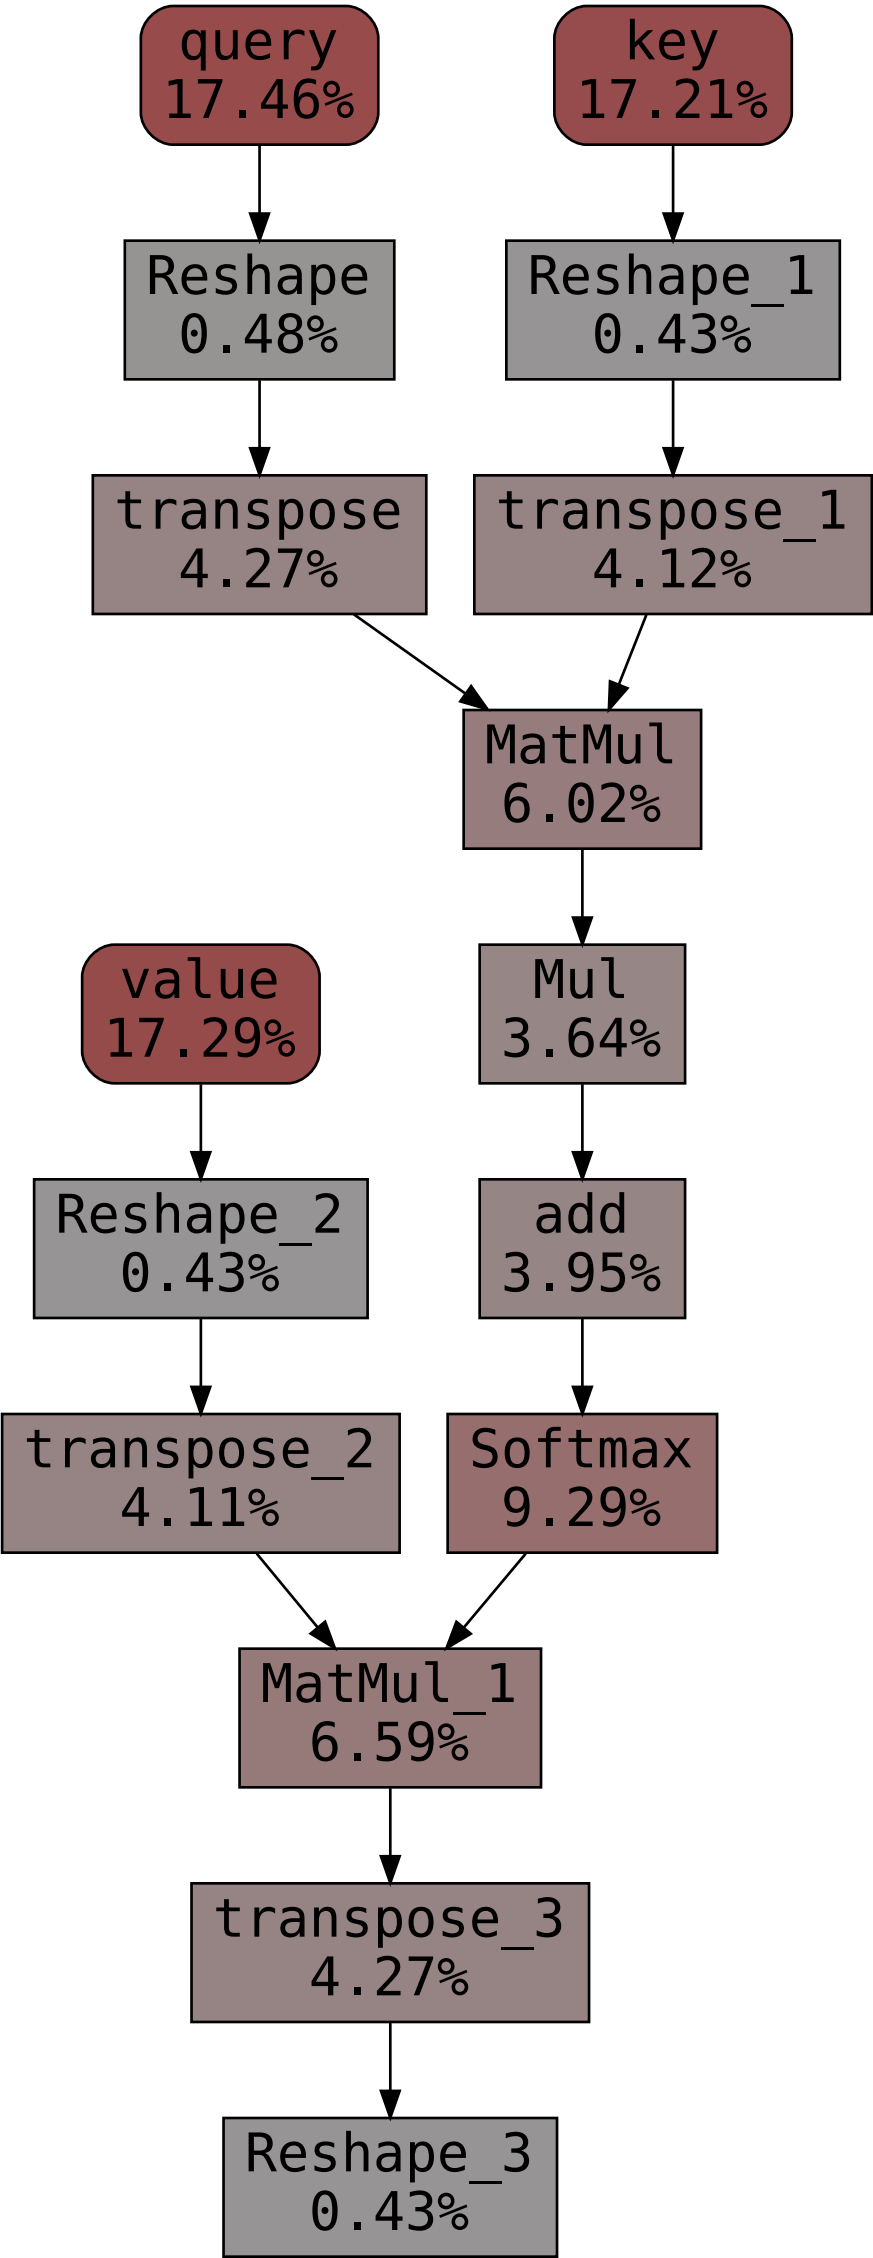 query
17.46%
key
17.21%
Reshape
0.48%
Reshape_1
0.43%
transpose
4.27%
transpose_1
4.12%
MatMul
6.02%
value
17.29%
Mul
3.64%
Reshape_2
0.43%
add
3.95%
transpose_2
4.11%
Softmax
9.29%
MatMul_1
6.59%
transpose_3
4.27%
Reshape_3
0.43%